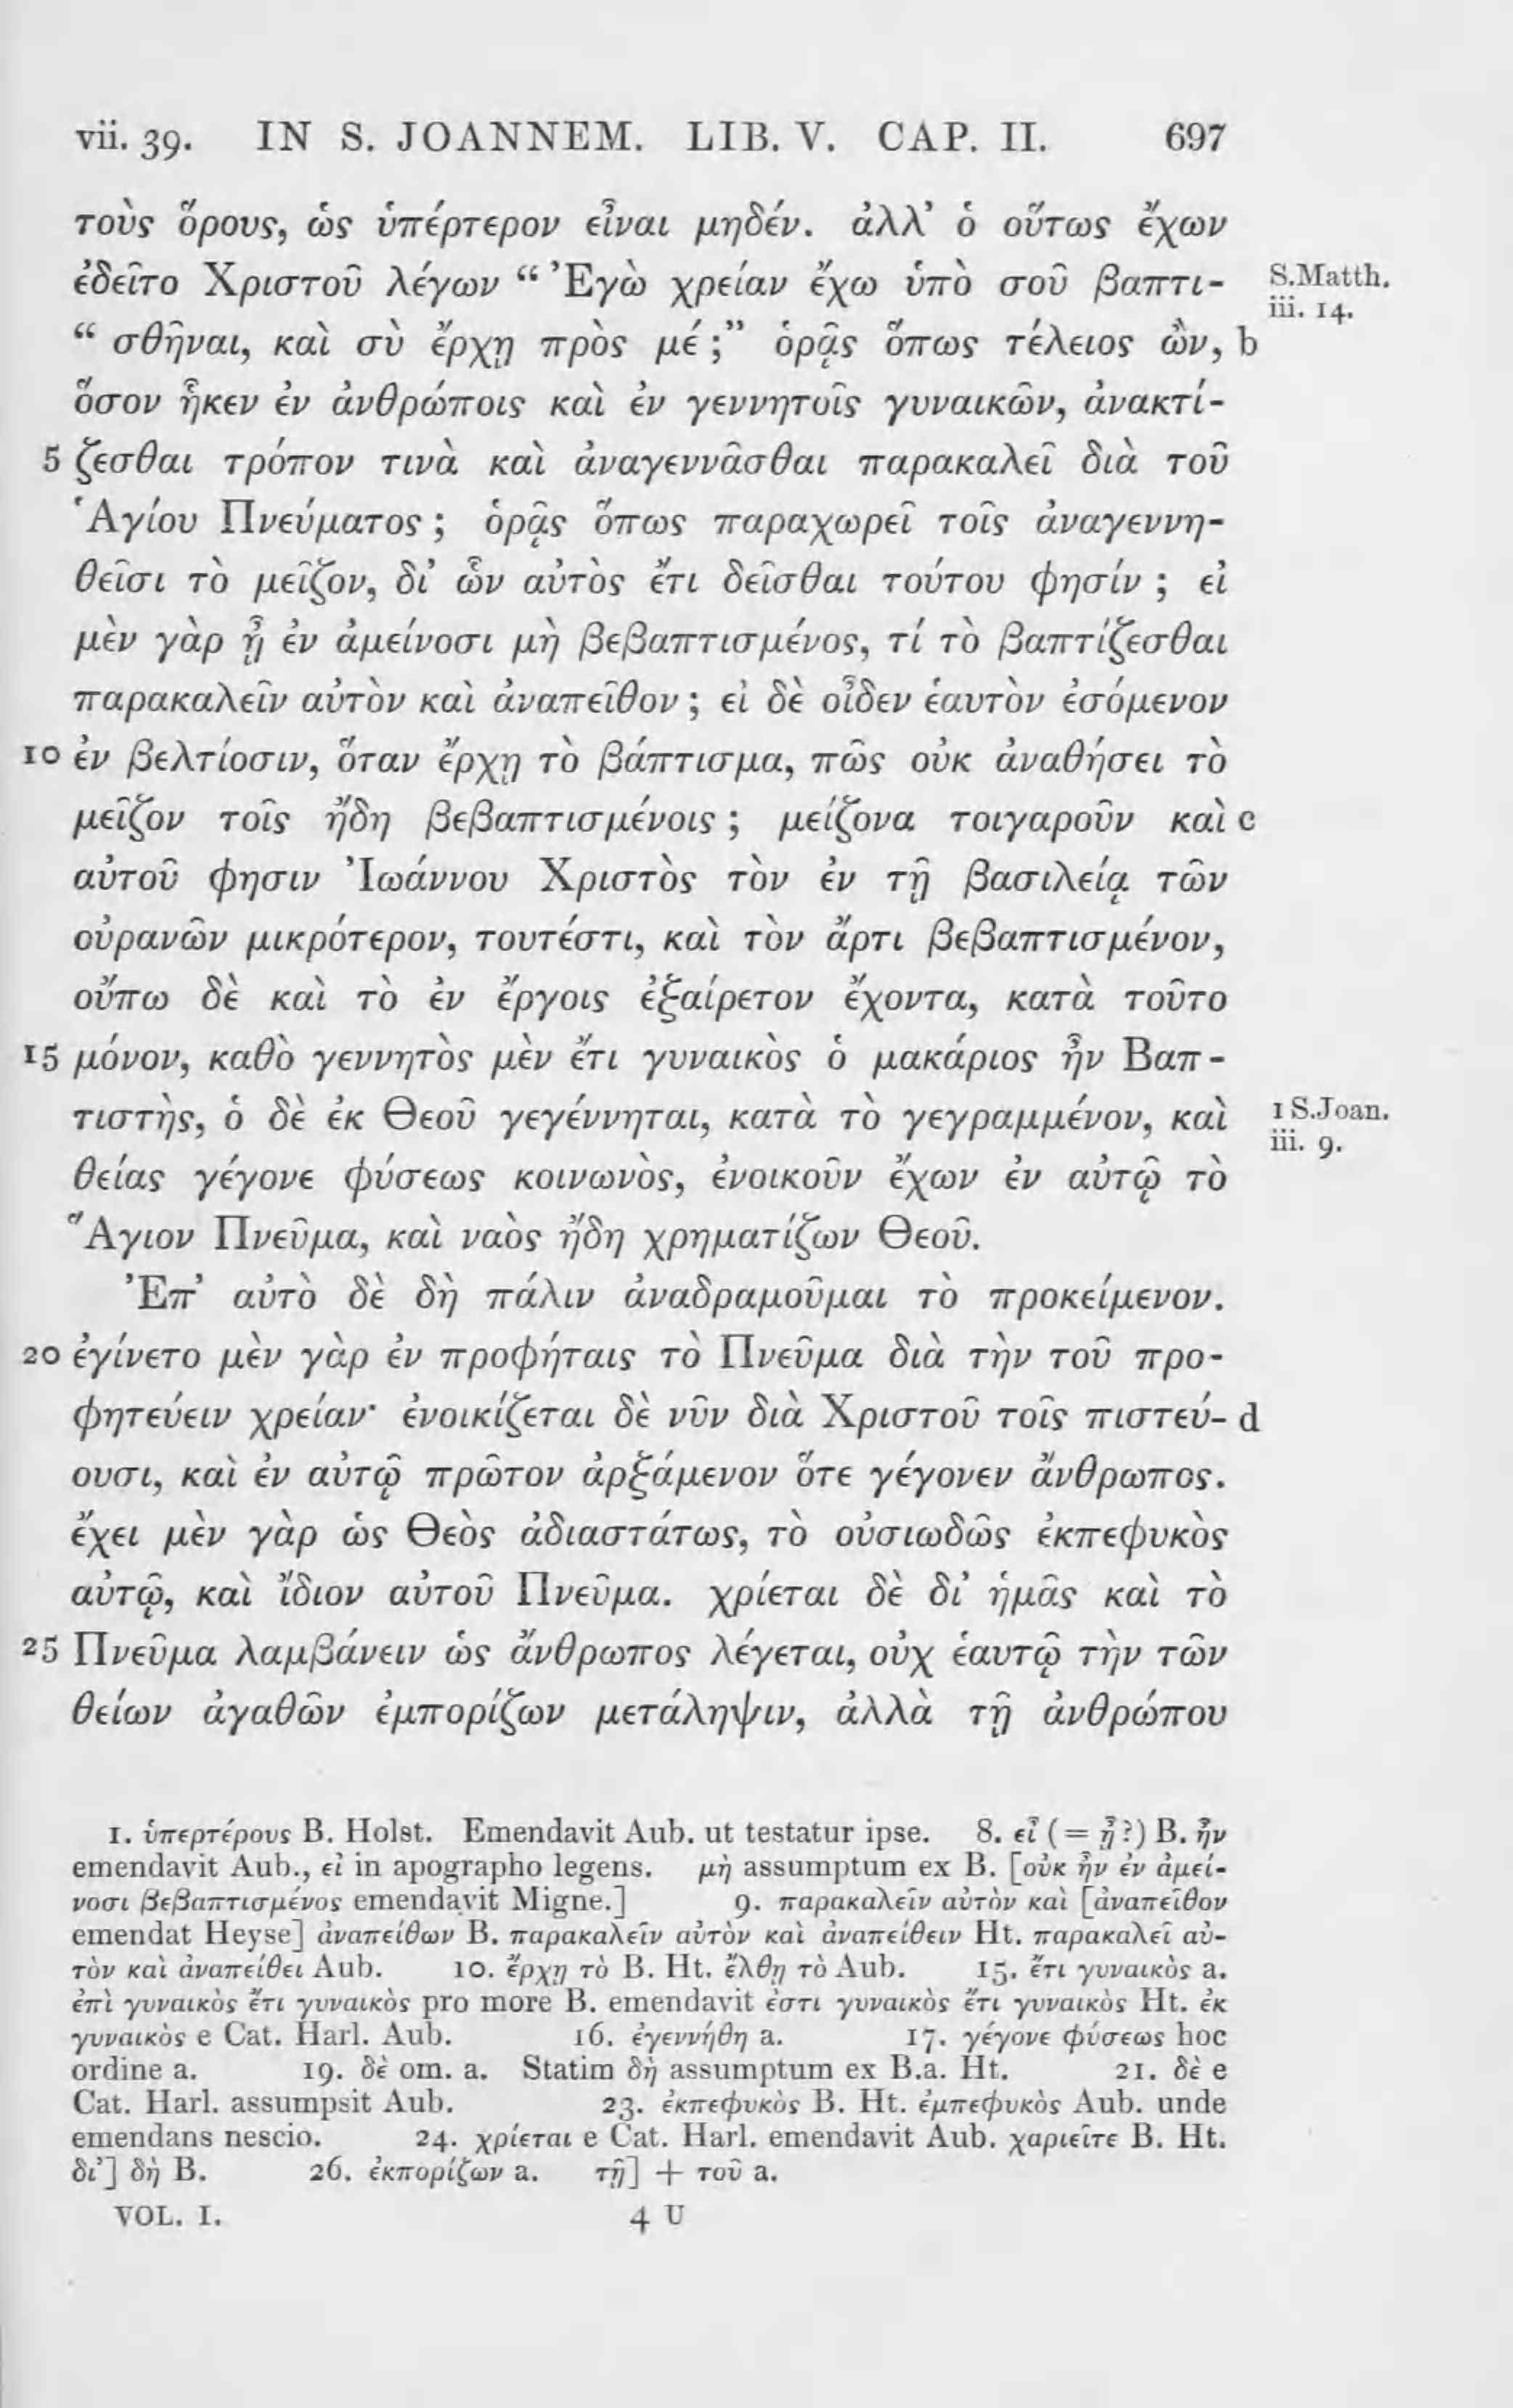 vii. 39. IN S. JOANNEM. LIB. V. CAP. II. 697
τοὺς ὅρους, ὡς ὑπέρτερον εἶναι μηδέν. ἀλλ’ ὁ οὕτως ἔχων
ἐδεῖτο Χριστοῦ λέγων “ Ἐγὼ χρείαν ἔχω ὑπὸ σοῦ βαπτι- S.Matth.
iii. 14.
“ σθῆναι, καὶ σὺ ἔρχῃ πρὸς μέ ;” ὁρᾷς ὅπως τέλειος ὢν, b
ὅσον ἧκεν ἐν ἀνθρώποις καὶ ἐν γεννητοῖς γυναικῶν, ἀνακτί-
5 ζεσθαι τρόπον τινὰ καὶ ἀναγεννᾶσθαι παρακαλεῖ διὰ τοῦ
Ἁγίου Πνεύματος ; ὁρᾷς ὅπως παραχωρεῖ τοῖς ἀναγεννη-
θεῖσι τὸ μεῖζον, δι’ ὧν αὐτὸς ἔτι δεῖσθαι τούτου φησίν ; εἰ
μὲν γὰρ ᾖ ἐν ἀμείνοσι μὴ βεβαπτισμένος, τί τὸ βαπτίζεσθαι
παρακαλεῖν αὐτὸν καὶ ἀναπεῖθον ; εἰ δὲ οἶδεν ἑαυτὸν ἐσόμενον
10 ἐν βελτίοσιν, ὅταν ἔρχῃ τὸ βάπτισμα, πῶς οὐκ ἀναθήσει τὸ
μεῖζον τοῖς ἤδη βεβαπτισμένοις ; μείζονα τοιγαροῦν καὶ c
αὐτοῦ φησιν Ἰωάννου Χριστὸς τὸν ἐν τῇ βασιλείᾳ τῶν
οὐρανῶν μικρότερον, τουτέστι, καὶ τὸν ἄρτι βεβαπτισμένον,
οὔπω δὲ καὶ τὸ ἐν ἔργοις ἐξαίρετον ἔχοντα, κατὰ τοῦτο
15 μόνον, καθὸ γεννητὸς μὲν ἔτι γυναικὸς ὁ μακάριος ἦν Βαπ-
τιστὴς, ὁ δὲ ἐκ Θεοῦ γεγέννηται, κατὰ τὸ γεγραμμένον, καὶ 1 S.Joan.
iii. 9.
θείας γέγονε φύσεως κοινωνὸς, ἐνοικοῦν ἔχων ἐν αὐτῷ τὸ
Ἅγιον Πνεῦμα, καὶ ναὸς ἤδη χρηματίζων Θεοῦ.
Ἐπ’ αὐτὸ δὲ δὴ πάλιν ἀναδραμοῦμαι τὸ προκείμενον.
20 ἐγίνετο μὲν γὰρ ἐν προφήταις τὸ Πνεῦμα διὰ τὴν τοῦ προ-
φητεύειν χρείαν· ἐνοικίζεται δὲ νῦν διὰ Χριστοῦ τοῖς πιστεύ- d
ουσι, καὶ ἐν αὐτῷ πρῶτον ἀρξάμενον ὅτε γέγονεν ἄνθρωπος.
ἔχει μὲν γὰρ ὡς Θεὸς ἀδιαστάτως, τὸ οὐσιωδῶς ἐκπεφυκὸς
αὐτῷ, καὶ ἴδιον αὐτοῦ Πνεῦμα. χρίεται δὲ δι’ ἡμᾶς καὶ τὸ
25 Πνεῦμα λαμβάνειν ὡς ἄνθρωπος λέγεται, οὐχ ἑαυτῷ τὴν τῶν
θείων ἀγαθῶν ἐμπορίζων μετάληψιν, ἀλλὰ τῇ ἀνθρώπου
1. ὑπερτέρους B. Holst. Emendavit Aub. ut testatur ipse. 8. εἶ (= ᾖ ?) B. ἦν
emendavit Aub., εἰ in apographo legens. μὴ assumptum ex B. [οὐκ ἦν ἐν ἀμεί-
νοσι βεβαπτισμένος emendavit Migne.] 9. παρακαλεῖν αὐτὸν καὶ [ἀναπεῖθον
emendat Heyse] ἀναπείθων B. παρακαλεῖν αὐτὸν καὶ ἀναπείθειν Ht. παρακαλεῖ αὐ-
τὸν καὶ ἀναπείθει Aub. 10. ἔρχῃ τὸ B. Ht. ἔλθῃ τὸ Aub. 15. ἔτι γυναικὸς a.
ἐπὶ γυναικὸς ἔτι γυναικὸς pro more B. emendavit ἐστι γυναικὸς ἔτι γυναικὸς Ht. ἐκ
γυναικὸς e Cat. Harl. Aub. 16. ἐγεννήθη a. 17. γέγονε φύσεως hoc
ordine a. 19. δὲ om. a. Statim δὴ assumptum ex B.a. Ht. 21. δὲ e
Cat. Harl. assumpsit Aub. 23. ἐκπεφυκὸς B. Ht. ἐμπεφυκὸς Aub. unde
emendans nescio. 24. χρίεται e Cat. Harl. emendavit Aub. χαριεῖτε B. Ht.
δι’] δὴ B. 26. ἐκπορίζων a. τῇ] + τοῦ a.
VOL. I. 4 U